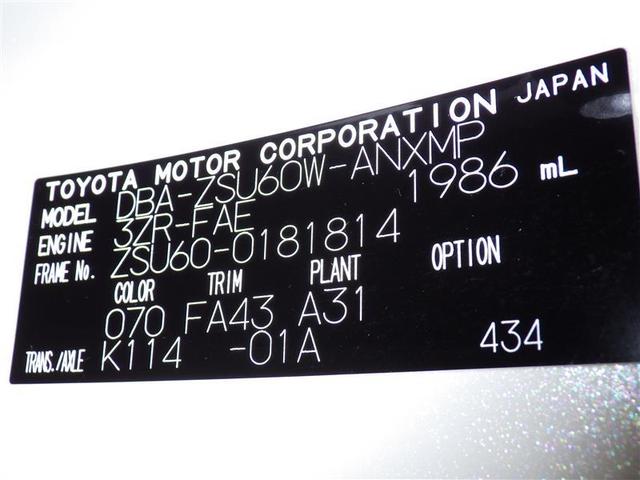 TOYOTA MOTOR CORPORATION JAPAN
MODEL DBA-ZSU60W-ANXMP
ENGINE 3ZR-FAE 1986 mL
FRAME No. ZSU60-0181814
COLOR TRIM PLANT OPTION
070 FA43 A31
TRANS./AXLE K114 -01A 434